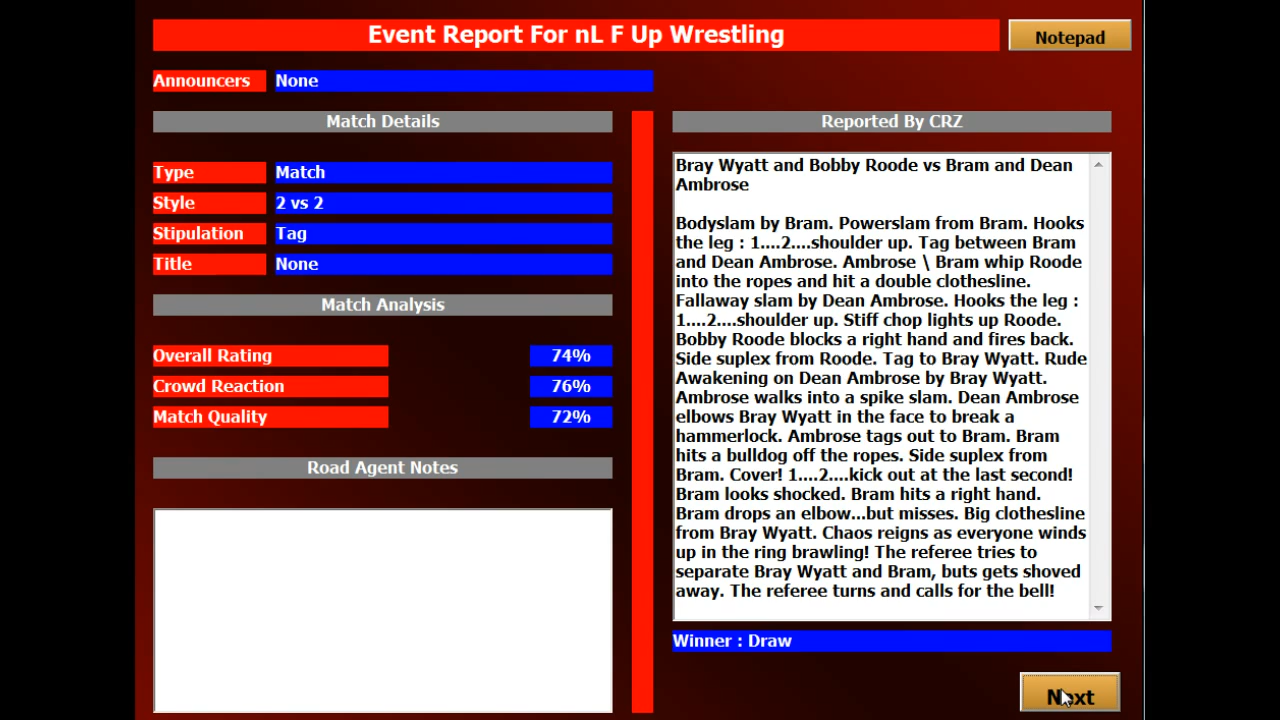 Event Report For nL F Up Wrestling
Notepad
Announcers
None
Match Details
Type
Match
Style
2 vs 2
Stipulation
Tag
Title
None
Match Analysis
Overall Rating
74%
Crowd Reaction
76%
Match Quality
72%
Road Agent Notes
Reported By CRZ
Bray Wyatt and Bobby Roode vs Bram and Dean
Ambrose
Bodyslam by Bram. Powerslam from Bram. Hooks
the leg : 1....2....shoulder up. Tag between Bram
and Dean Ambrose. Ambrose \ Bram whip Roode
into the ropes and hit a double clothesline.
Fallaway slam by Dean Ambrose. Hooks the leg :
1....2....shoulder up. Stiff chop lights up Roode.
Bobby Roode blocks a right hand and fires back.
Side suplex from Roode. Tag to Bray Wyatt. Rude
Awakening on Dean Ambrose by Bray Wyatt.
Ambrose walks into a spike slam. Dean Ambrose
elbows Bray Wyatt in the face to break a
hammerlock. Ambrose tags out to Bram. Bram
hits a bulldog off the ropes. Side suplex from
Bram. Cover! 1....2....kick out at the last second!
Bram looks shocked. Bram hits a right hand.
Bram drops an elbow...but misses. Big clothesline
from Bray Wyatt. Chaos reigns as everyone winds
up in the ring brawling! The referee tries to
separate Bray Wyatt and Bram, buts gets shoved
away. The referee turns and calls for the bell!
Winner : Draw
Next